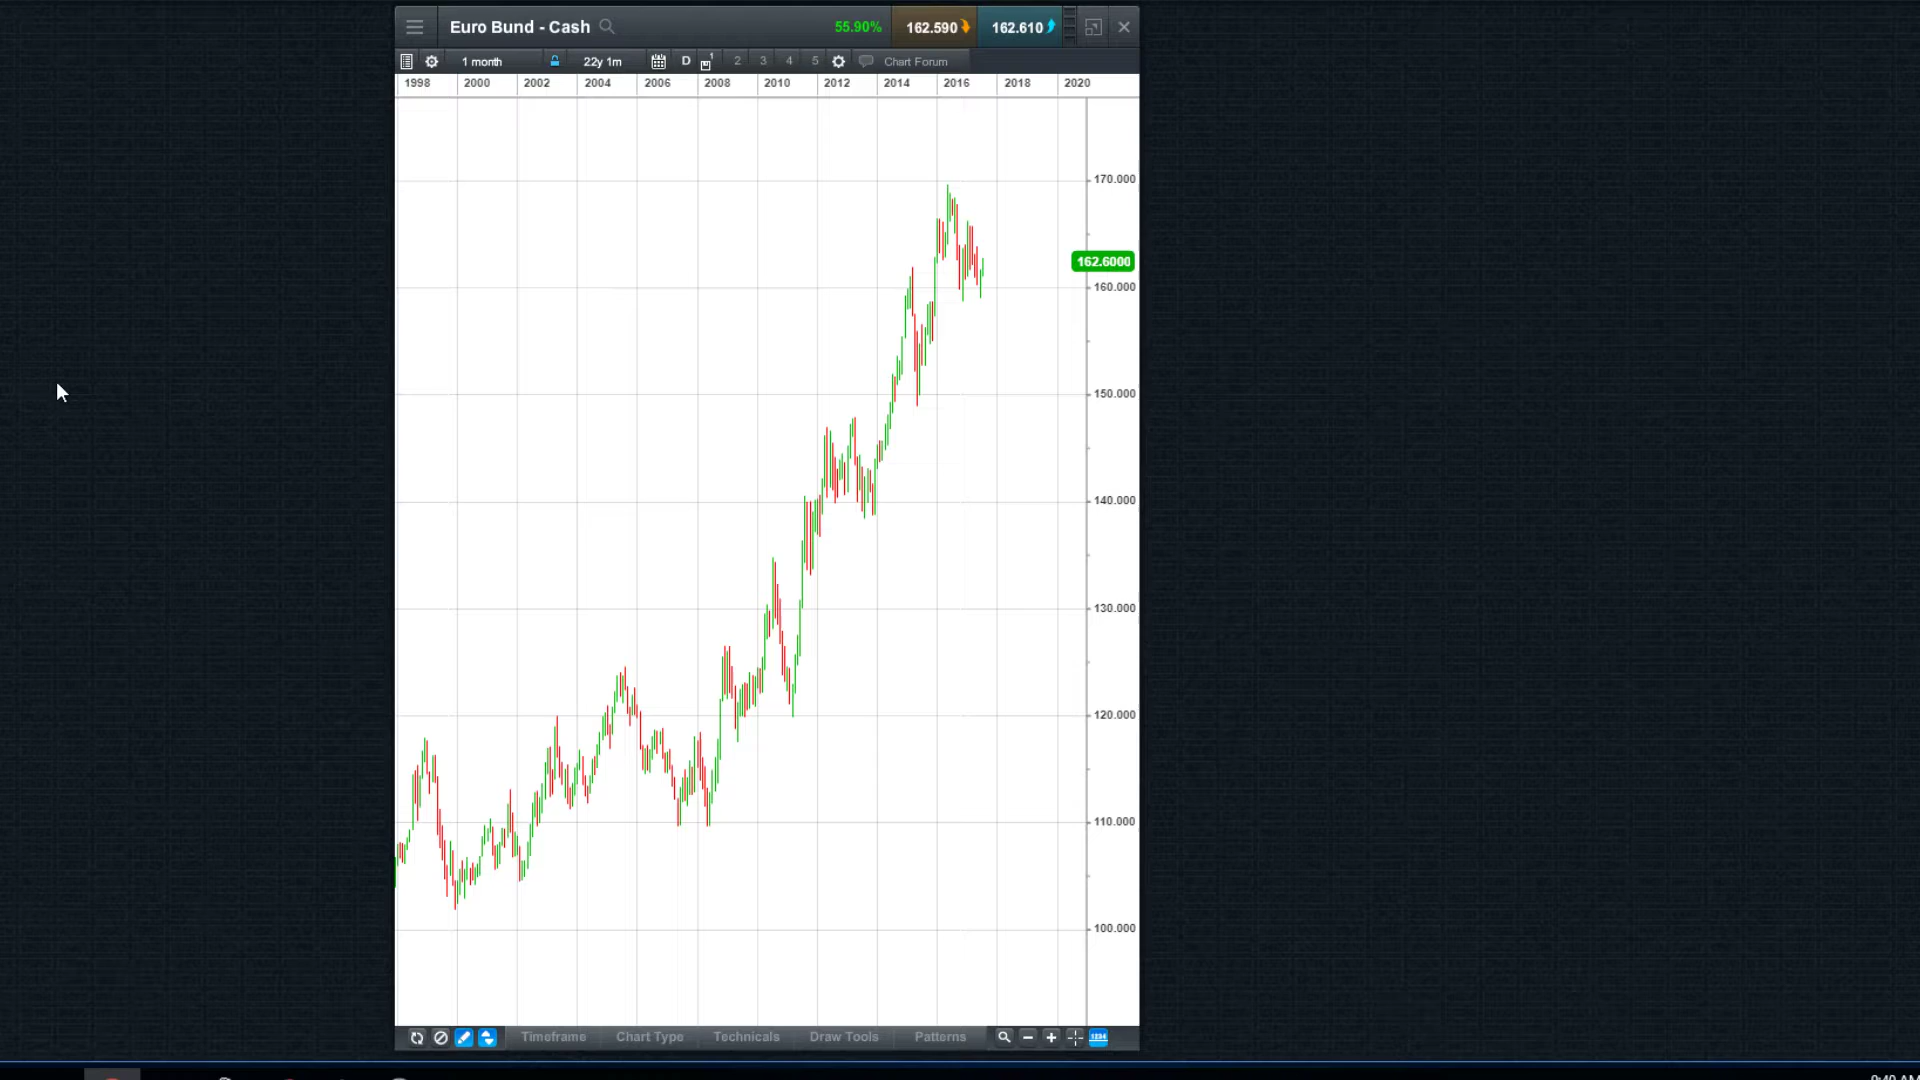 Euro Bund - Cash 55.90% 162.590 162.610
1 month 22y 1m D 1 2 3 4 5 Chart Forum
1998 2000 2002 2004 2006 2008 2010 2012 2014 2016 2018 2020
170.000
162.6000
160.000
150.000
140.000
130.000
120.000
110.000
100.000
Timeframe Chart Type Technicals Draw Tools Patterns 1234